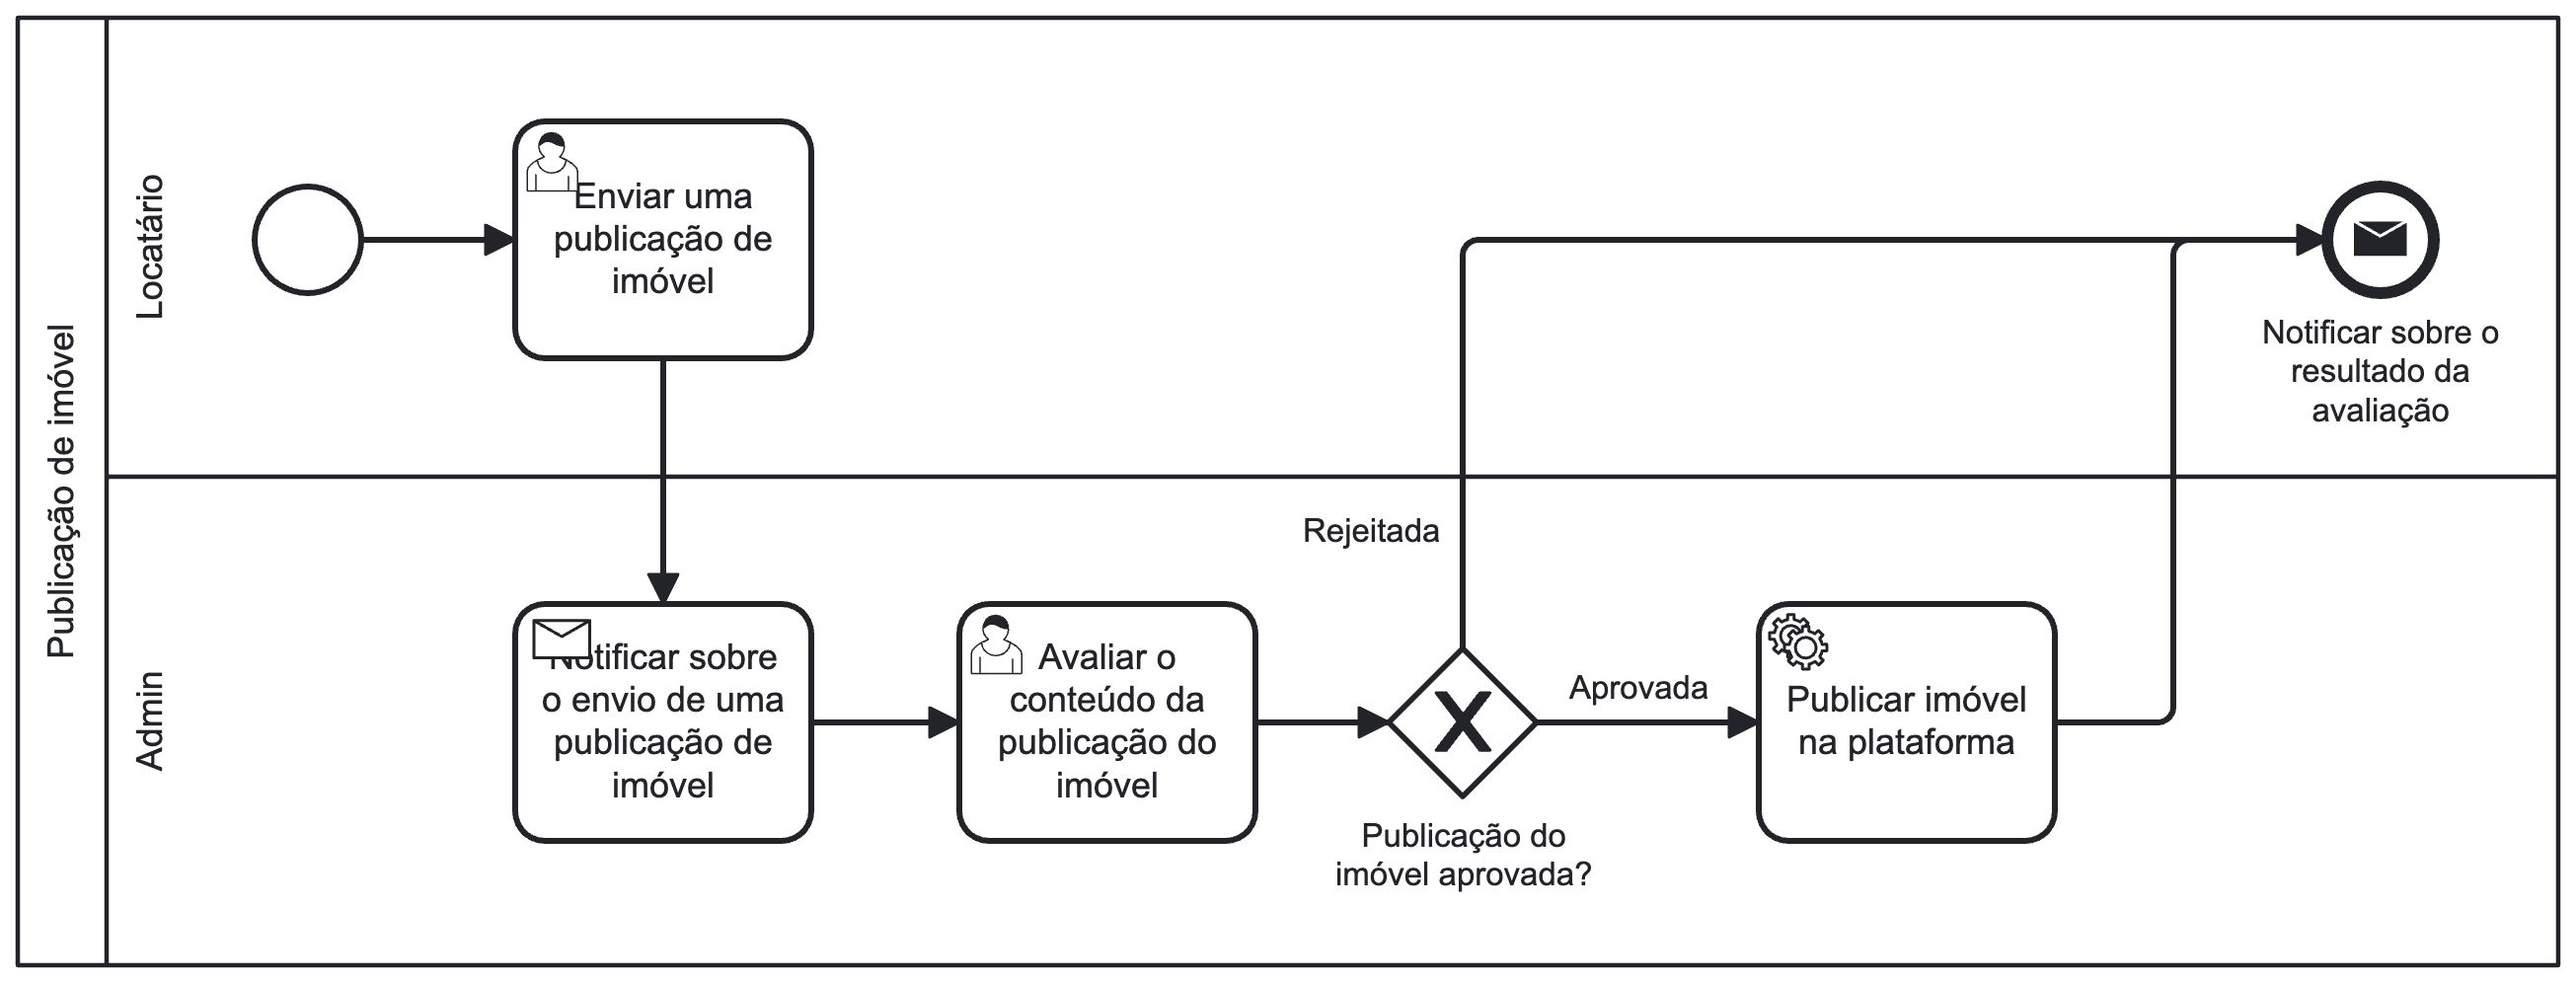 Publicação de imóvel
Locatário
Enviar uma
publicação de
imóvel
Notificar sobre o
resultado da
avaliação
Admin
Notificar sobre
o envio de uma
publicação de
imóvel
Avaliar o
conteúdo da
publicação do
imóvel
Rejeitada
Publicação do
imóvel aprovada?
Aprovada
Publicar imóvel
na plataforma